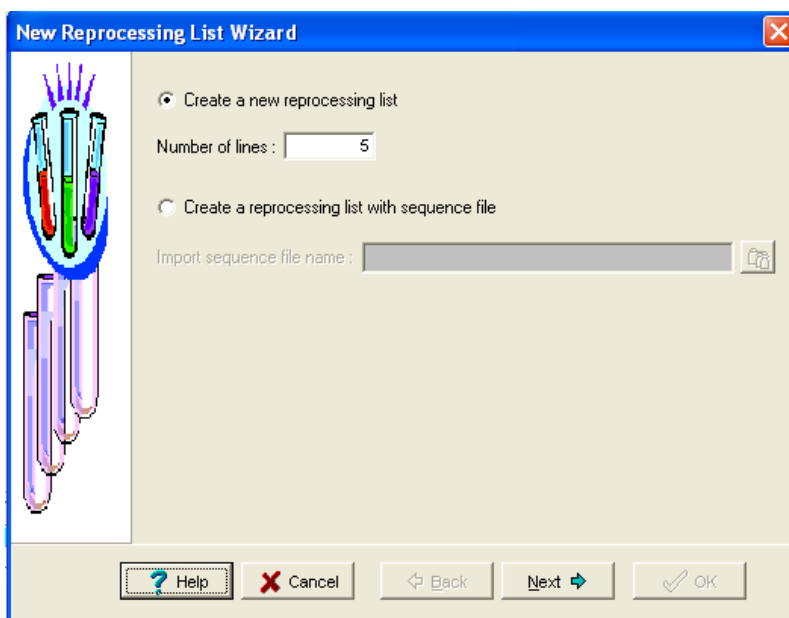 New Reprocessing List Wizard
Create a new reprocessing list
Number of lines : 5
Create a reprocessing list with sequence file
Import sequence file name :
? Help Cancel Back Next OK